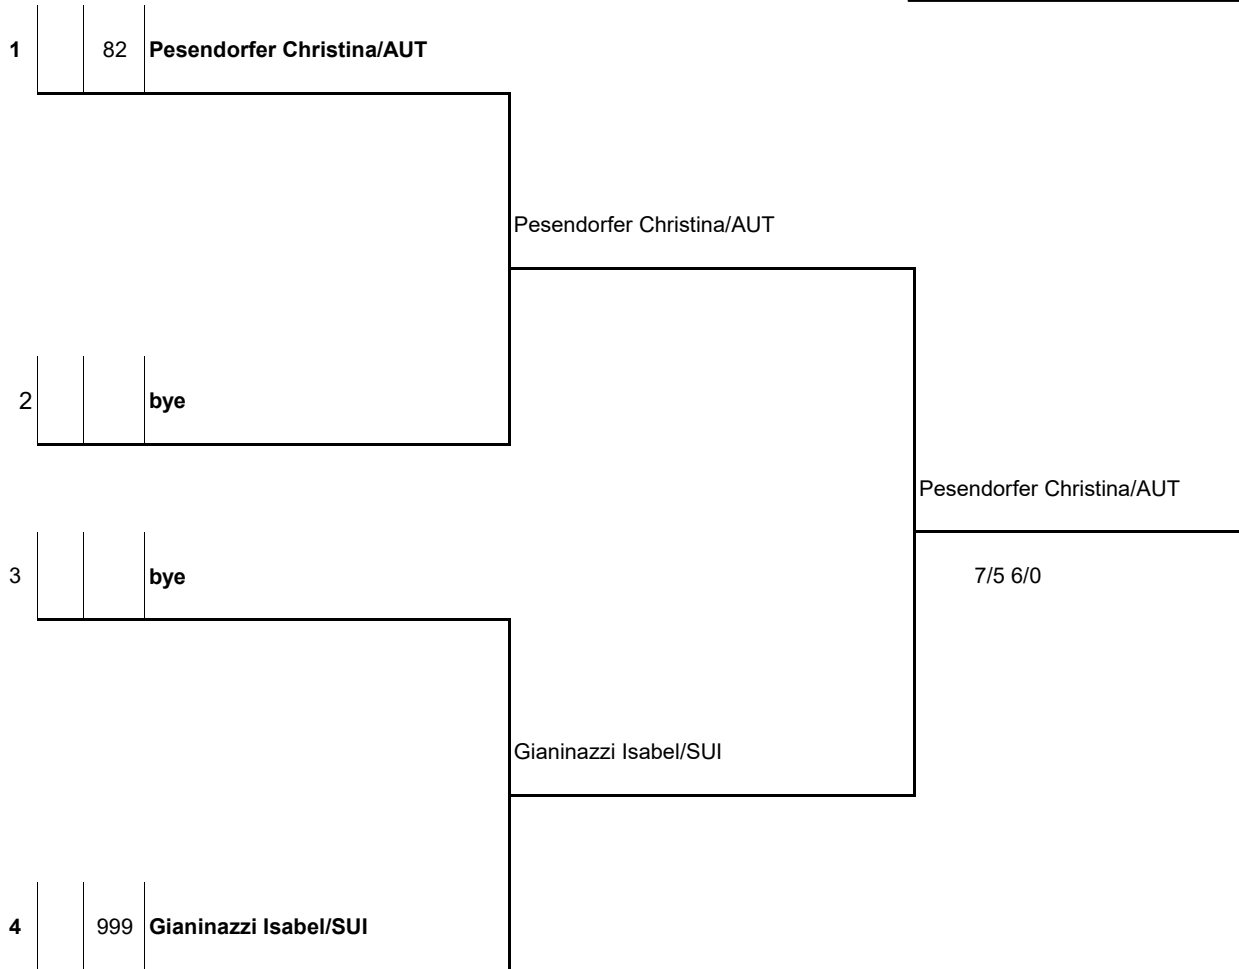 1 82 Pesendorfer Christina/AUT
Pesendorfer Christina/AUT
2 bye
Pesendorfer Christina/AUT
3 bye
7/5 6/0
Gianinazzi Isabel/SUI
4 999 Gianinazzi Isabel/SUI